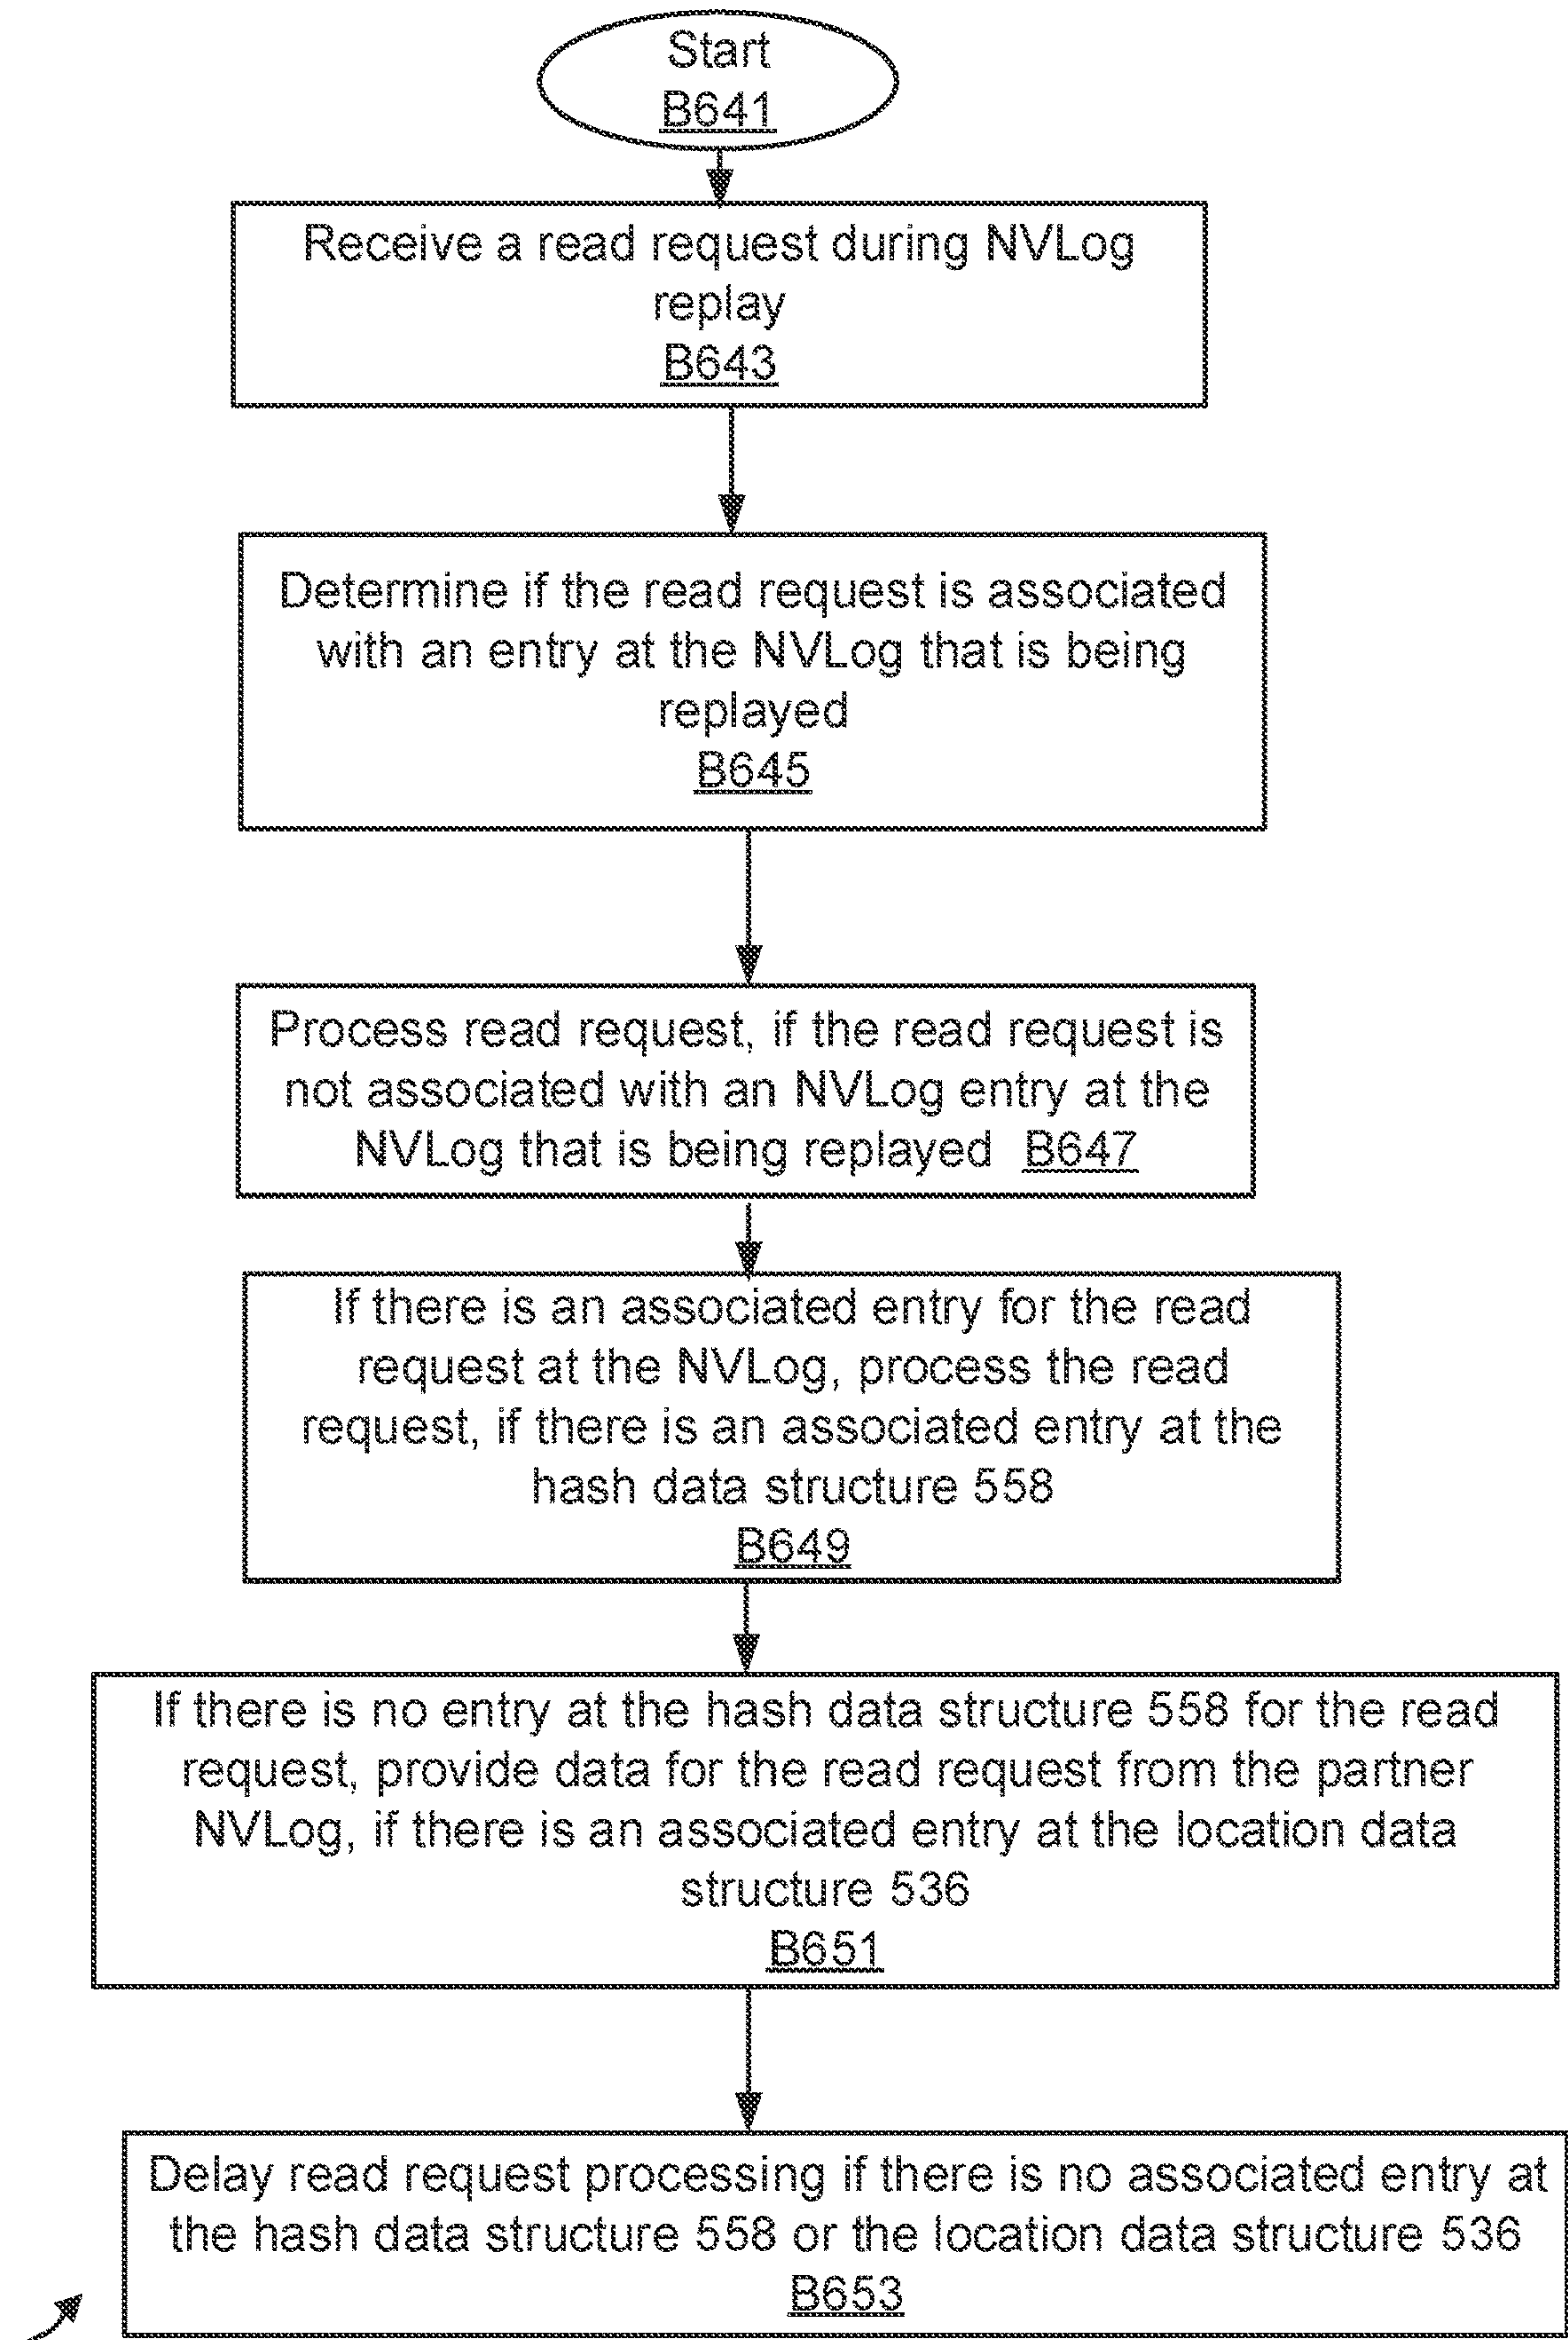 Start
B641
Receive a read request during NVLog
replay
B643
Determine if the read request is associated
with an entry at the NVLog that is being
replayed
B645
Process read request, if the read request is
not associated with an NVLog entry at the
NVLog that is being replayed B647
If there is an associated entry for the read
request at the NVLog, process the read
request, if there is an associated entry at the
hash data structure 558
B649
If there is no entry at the hash data structure 558 for the read
request, provide data for the read request from the partner
NVLog, if there is an associated entry at the location data
structure 536
B651
Delay read request processing if there is no associated entry at
the hash data structure 558 or the location data structure 536
B653